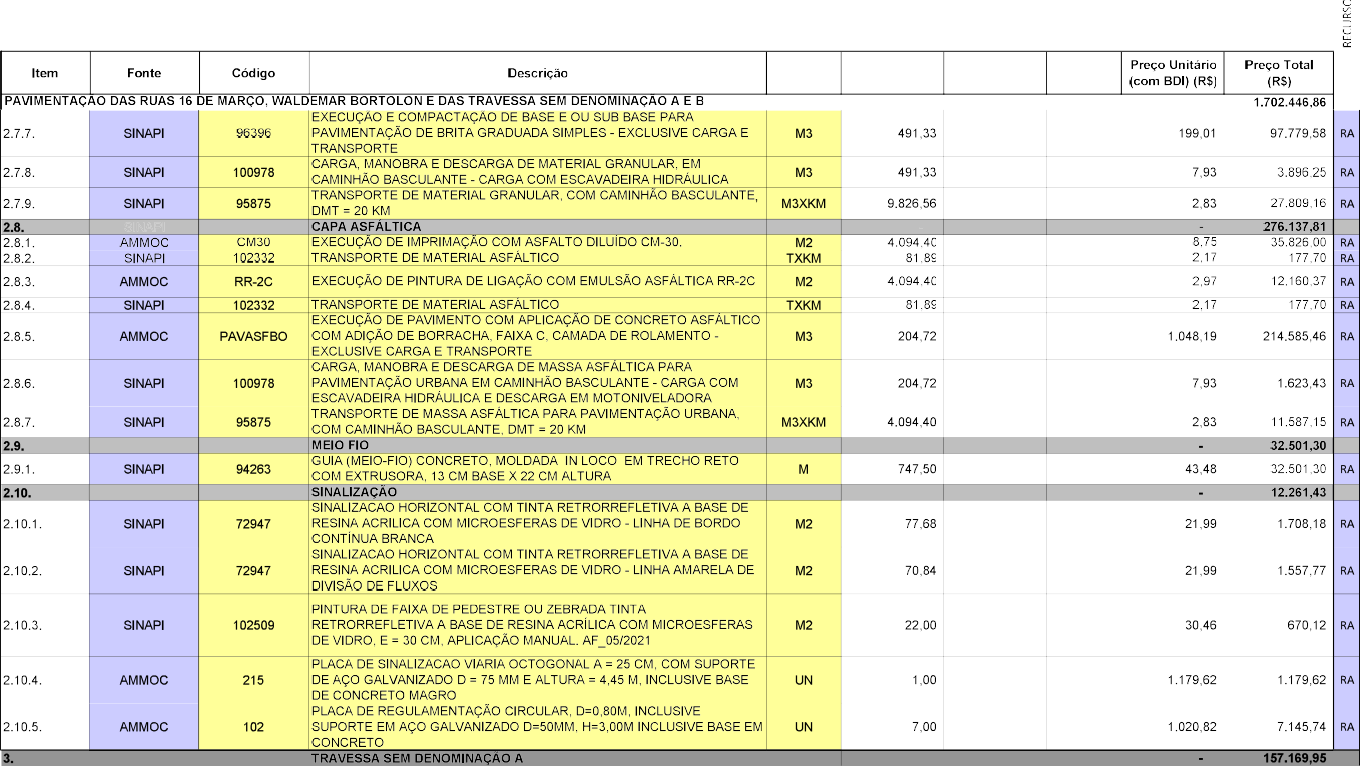 RECURSO
Item Fonte Código Descrição Preço Unitário (com BDI) (R$) Preço Total (R$)
PAVIMENTAÇÃO DAS RUAS 16 DE MARÇO, WALDEMAR BORTOLON E DAS TRAVESSA SEM DENOMINAÇÃO A E B 1.702.446,86
EXECUÇÃO E COMPACTAÇÃO DE BASE E OU SUB BASE PARA
2.7.7. SINAPI 96396 PAVIMENTAÇÃO DE BRITA GRADUADA SIMPLES - EXCLUSIVE CARGA E M3 491,33 199,01 97.779,58 RA
TRANSPORTE
CARGA, MANOBRA E DESCARGA DE MATERIAL GRANULAR, EM
2.7.8. SINAPI 100978 CAMINHÃO BASCULANTE - CARGA COM ESCAVADEIRA HIDRÁULICA M3 491,33 7,93 3.896,25 RA
TRANSPORTE DE MATERIAL GRANULAR, COM CAMINHÃO BASCULANTE,
2.7.9. SINAPI 95875 DMT = 20 KM M3XKM 9.826,56 2,83 27.809,16 RA
2.8. SINAPI CAPA ASFÁLTICA - 276.137,81
2.8.1. AMMOC CM30 EXECUÇÃO DE IMPRIMAÇÃO COM ASFALTO DILUÍDO CM-30. M2 4.094,40 8,75 35.826,00 RA
2.8.2. SINAPI 102332 TRANSPORTE DE MATERIAL ASFÁLTICO TXKM 81,89 2,17 177,70 RA
2.8.3. AMMOC RR-2C EXECUÇÃO DE PINTURA DE LIGAÇÃO COM EMULSÃO ASFÁLTICA RR-2C M2 4.094,40 2,97 12.160,37 RA
2.8.4. SINAPI 102332 TRANSPORTE DE MATERIAL ASFÁLTICO TXKM 81,89 2,17 177,70 RA
EXECUÇÃO DE PAVIMENTO COM APLICAÇÃO DE CONCRETO ASFÁLTICO
2.8.5. AMMOC PAVASFBO COM ADIÇÃO DE BORRACHA, FAIXA C, CAMADA DE ROLAMENTO - M3 204,72 1.048,19 214.585,46 RA
EXCLUSIVE CARGA E TRANSPORTE
CARGA, MANOBRA E DESCARGA DE MASSA ASFÁLTICA PARA
2.8.6. SINAPI 100978 PAVIMENTAÇÃO URBANA EM CAMINHÃO BASCULANTE - CARGA COM M3 204,72 7,93 1.623,43 RA
ESCAVADEIRA HIDRÁULICA E DESCARGA EM MOTONIVELADORA
TRANSPORTE DE MASSA ASFÁLTICA PARA PAVIMENTAÇÃO URBANA,
2.8.7. SINAPI 95875 COM CAMINHÃO BASCULANTE, DMT = 20 KM M3XKM 4.094,40 2,83 11.587,15 RA
2.9. MEIO FIO - 32.501,30
GUIA (MEIO-FIO) CONCRETO, MOLDADA IN LOCO EM TRECHO RETO
2.9.1. SINAPI 94263 COM EXTRUSORA, 13 CM BASE X 22 CM ALTURA M 747,50 43,48 32.501,30 RA
2.10. SINALIZAÇÃO - 12.261,43
SINALIZACAO HORIZONTAL COM TINTA RETRORREFLETIVA A BASE DE
2.10.1. SINAPI 72947 RESINA ACRILICA COM MICROESFERAS DE VIDRO - LINHA DE BORDO M2 77,68 21,99 1.708,18 RA
CONTÍNUA BRANCA
SINALIZACAO HORIZONTAL COM TINTA RETRORREFLETIVA A BASE DE
2.10.2. SINAPI 72947 RESINA ACRILICA COM MICROESFERAS DE VIDRO - LINHA AMARELA DE M2 70,84 21,99 1.557,77 RA
DIVISÃO DE FLUXOS
PINTURA DE FAIXA DE PEDESTRE OU ZEBRADA TINTA
2.10.3. SINAPI 102509 RETRORREFLETIVA A BASE DE RESINA ACRÍLICA COM MICROESFERAS M2 22,00 30,46 670,12 RA
DE VIDRO, E = 30 CM, APLICAÇÃO MANUAL. AF_05/2021
PLACA DE SINALIZACAO VIARIA OCTOGONAL A = 25 CM, COM SUPORTE
2.10.4. AMMOC 215 DE AÇO GALVANIZADO D = 75 MM E ALTURA = 4,45 M, INCLUSIVE BASE UN 1,00 1.179,62 1.179,62 RA
DE CONCRETO MAGRO
PLACA DE REGULAMENTAÇÃO CIRCULAR, D=0,80M, INCLUSIVE
2.10.5. AMMOC 102 SUPORTE EM AÇO GALVANIZADO D=50MM, H=3,00M INCLUSIVE BASE EM UN 7,00 1.020,82 7.145,74 RA
CONCRETO
3. TRAVESSA SEM DENOMINAÇÃO A - 157.169,95